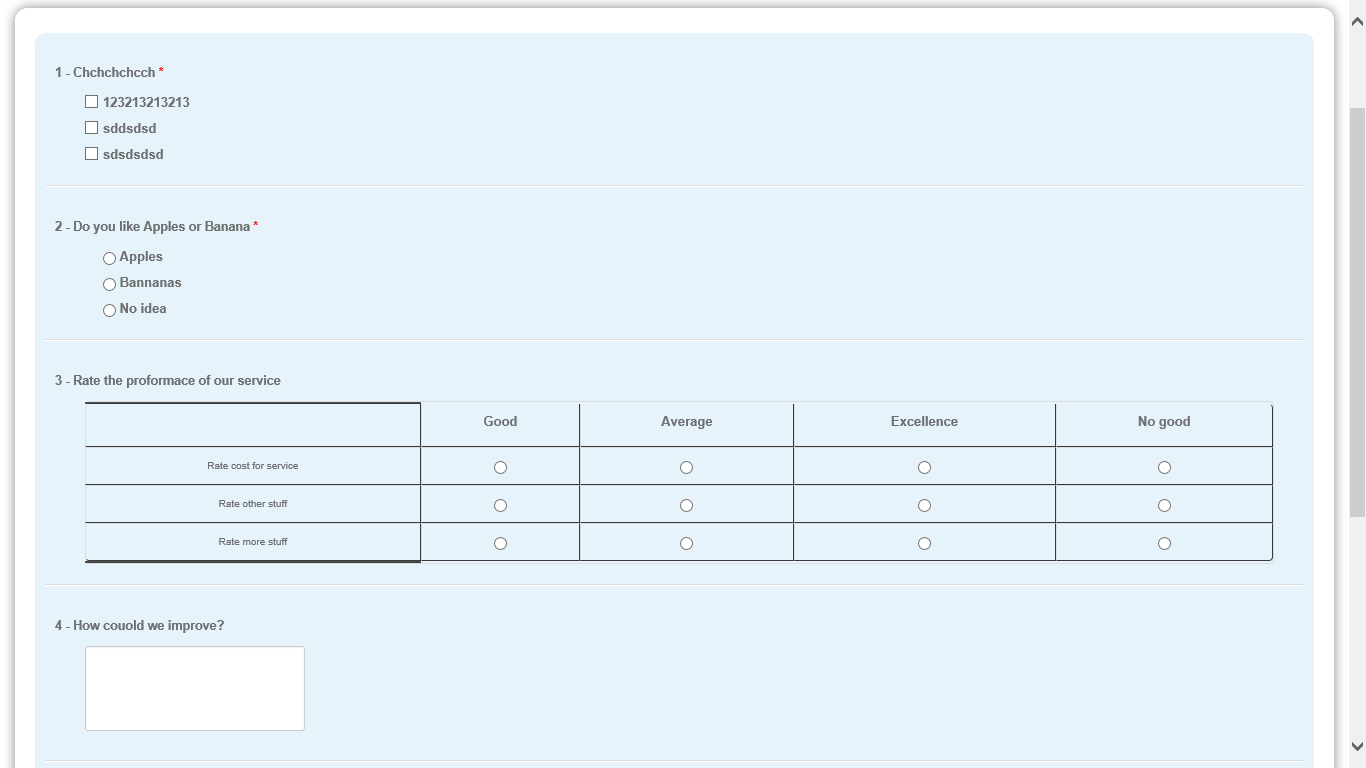 1 - Chchchchcch *
123213213213
sddsdsd
sdsdsdsd
2 - Do you like Apples or Banana *
Apples
Bannanas
No idea
3 - Rate the proformace of our service
Good Average Excellence No good
Rate cost for service
Rate other stuff
Rate more stuff
4 - How couold we improve?